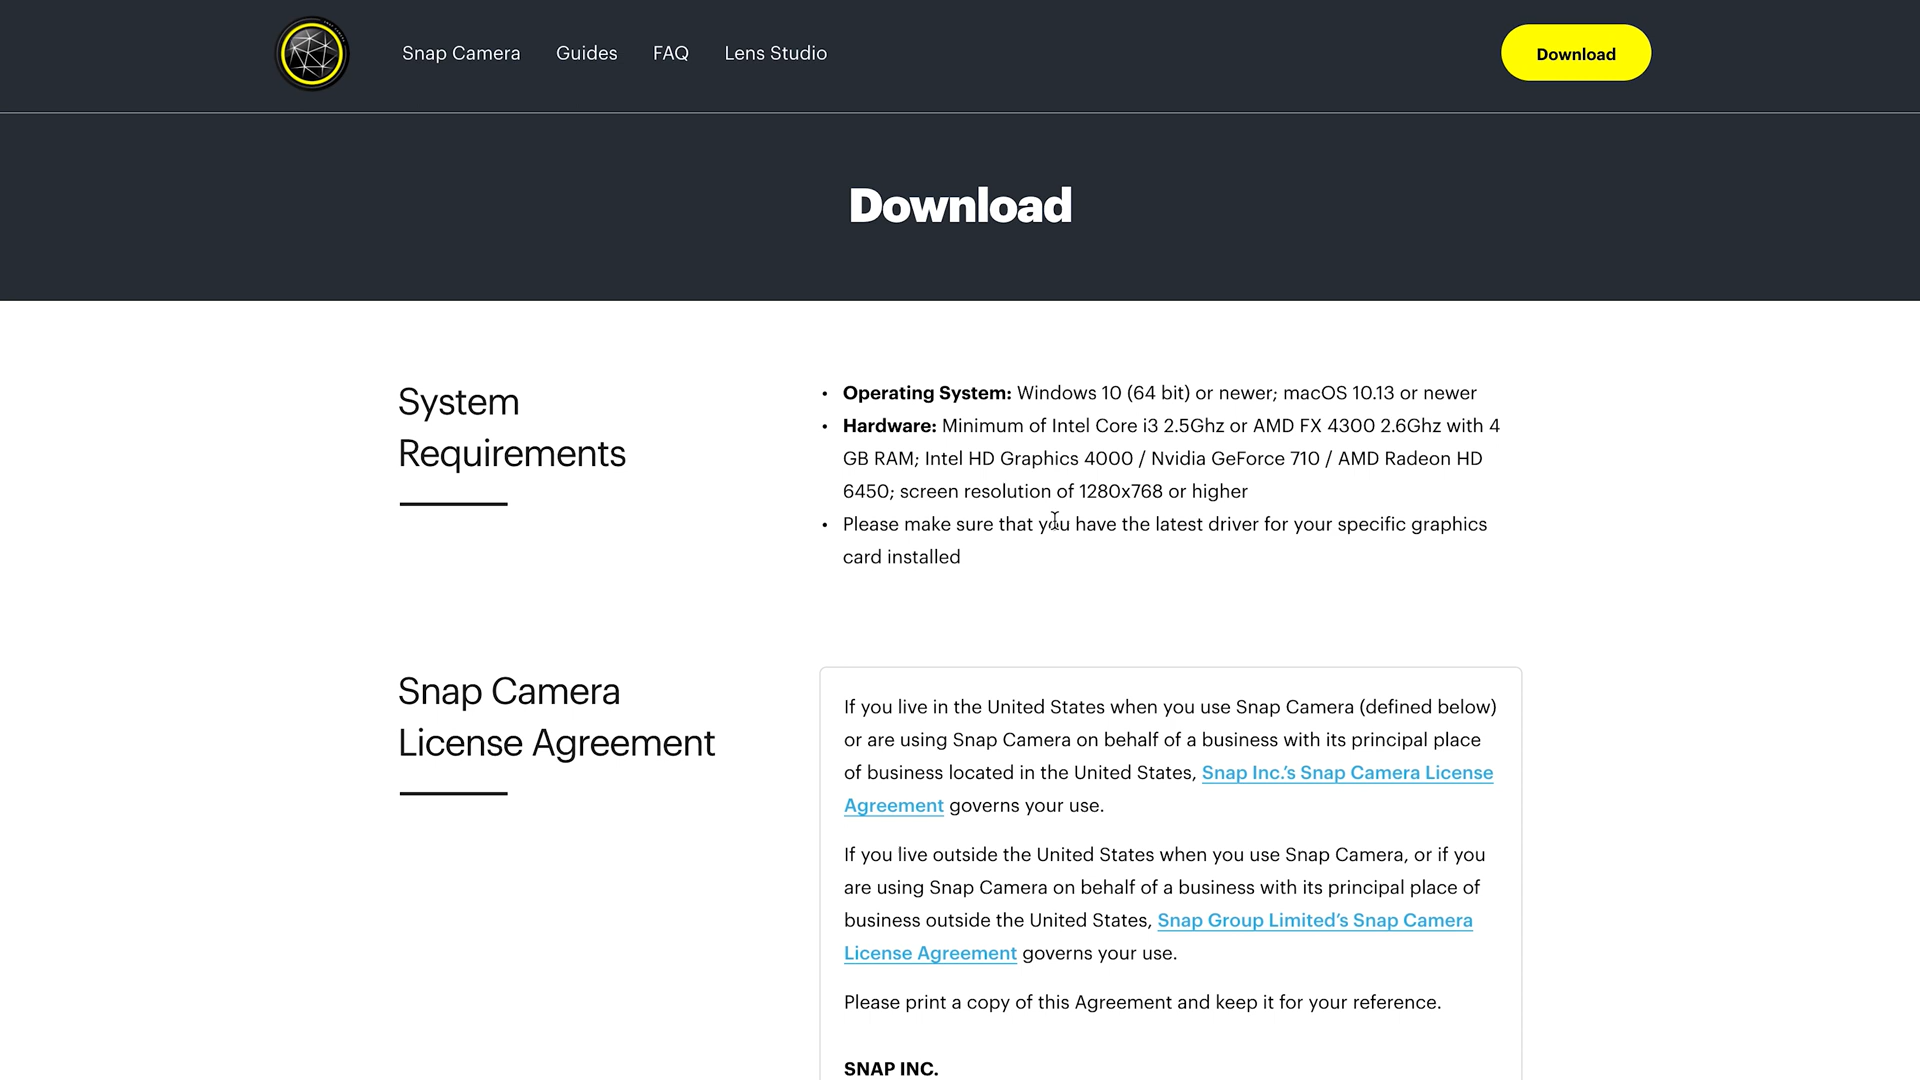 Snap Camera Guides FAQ Lens Studio Download
Download
System
Requirements
• Operating System: Windows 10 (64 bit) or newer; macOS 10.13 or newer
• Hardware: Minimum of Intel Core i3 2.5Ghz or AMD FX 4300 2.6Ghz with 4
GB RAM; Intel HD Graphics 4000 / Nvidia GeForce 710 / AMD Radeon HD
6450; screen resolution of 1280x768 or higher
• Please make sure that you have the latest driver for your specific graphics
card installed
Snap Camera
License Agreement
If you live in the United States when you use Snap Camera (defined below)
or are using Snap Camera on behalf of a business with its principal place
of business located in the United States, Snap Inc.’s Snap Camera License
Agreement governs your use.
If you live outside the United States when you use Snap Camera, or if you
are using Snap Camera on behalf of a business with its principal place of
business outside the United States, Snap Group Limited’s Snap Camera
License Agreement governs your use.
Please print a copy of this Agreement and keep it for your reference.
SNAP INC.